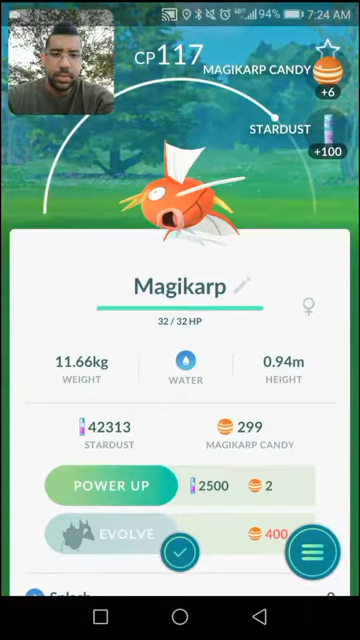 94% 7:24 AM
CP117
MAGIKARP CANDY
+6
STARDUST
+100
Magikarp
32 / 32 HP
11.66kg
WEIGHT
WATER
0.94m
HEIGHT
42313
STARDUST
299
MAGIKARP CANDY
POWER UP 2500 2
EVOLVE 400
Splash